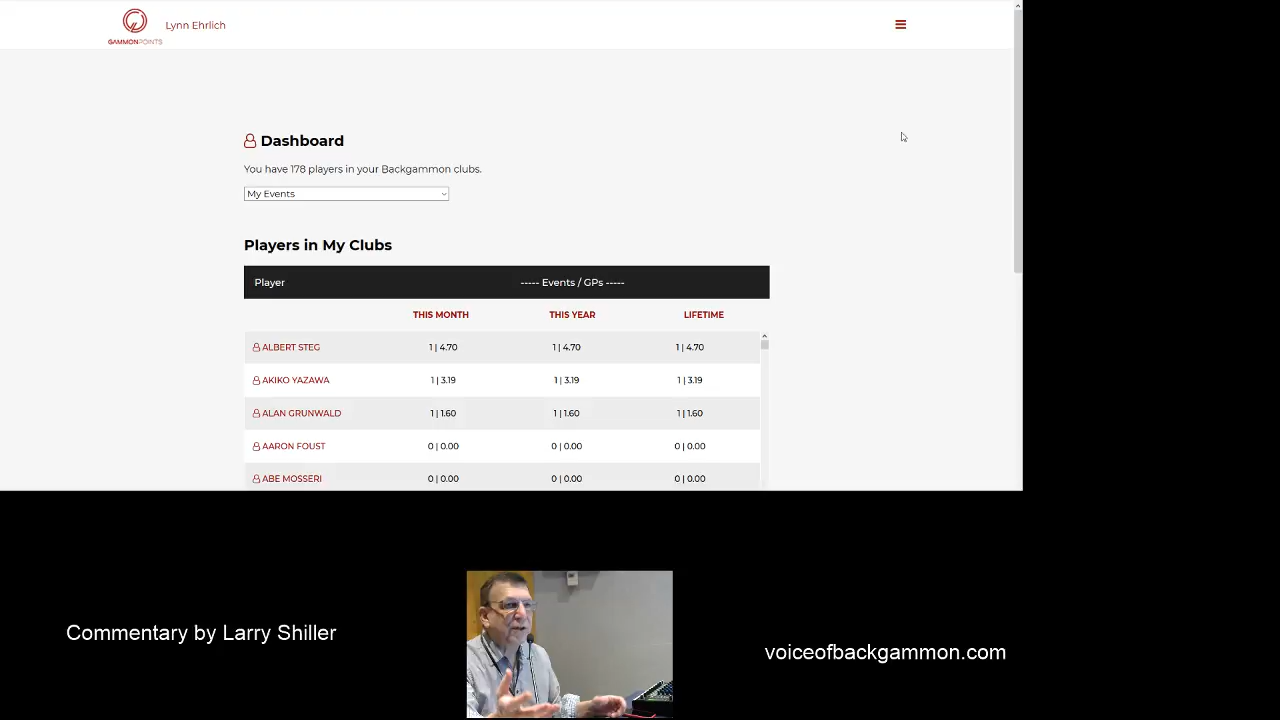 Lynn Ehrlich
GAMMONPOINTS
Dashboard
You have 178 players in your Backgammon clubs.
My Events
Players in My Clubs
Player ----- Events / GPs -----
THIS MONTH THIS YEAR LIFETIME
ALBERT STEG 1 | 4.70 1 | 4.70 1 | 4.70
AKIKO YAZAWA 1 | 3.19 1 | 3.19 1 | 3.19
ALAN GRUNWALD 1 | 1.60 1 | 1.60 1 | 1.60
AARON FOUST 0 | 0.00 0 | 0.00 0 | 0.00
ABE MOSSERI 0 | 0.00 0 | 0.00 0 | 0.00
Commentary by Larry Shiller
voiceofbackgammon.com